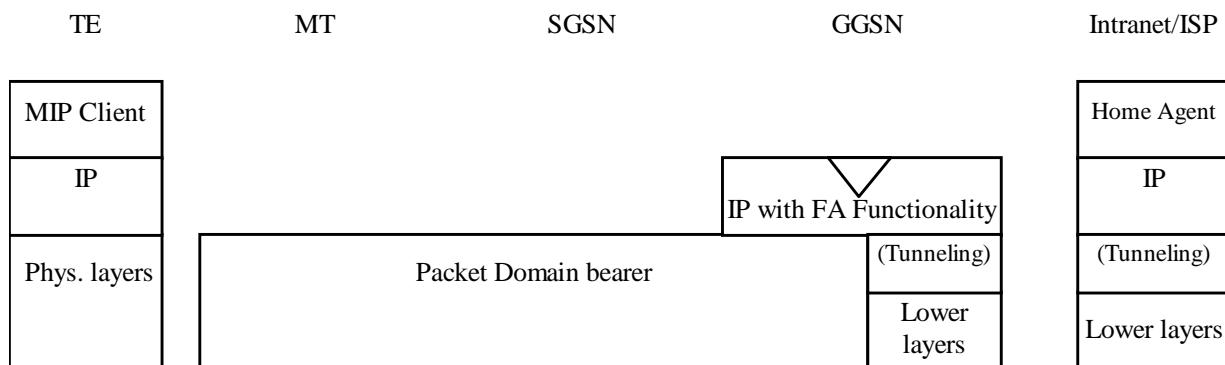 TE MT SGSN GGSN Intranet/ISP
MIP Client Home Agent
IP IP
IP with FA Functionality
Phys. layers Packet Domain bearer (Tunneling) (Tunneling)
Lower
layers
Lower layers